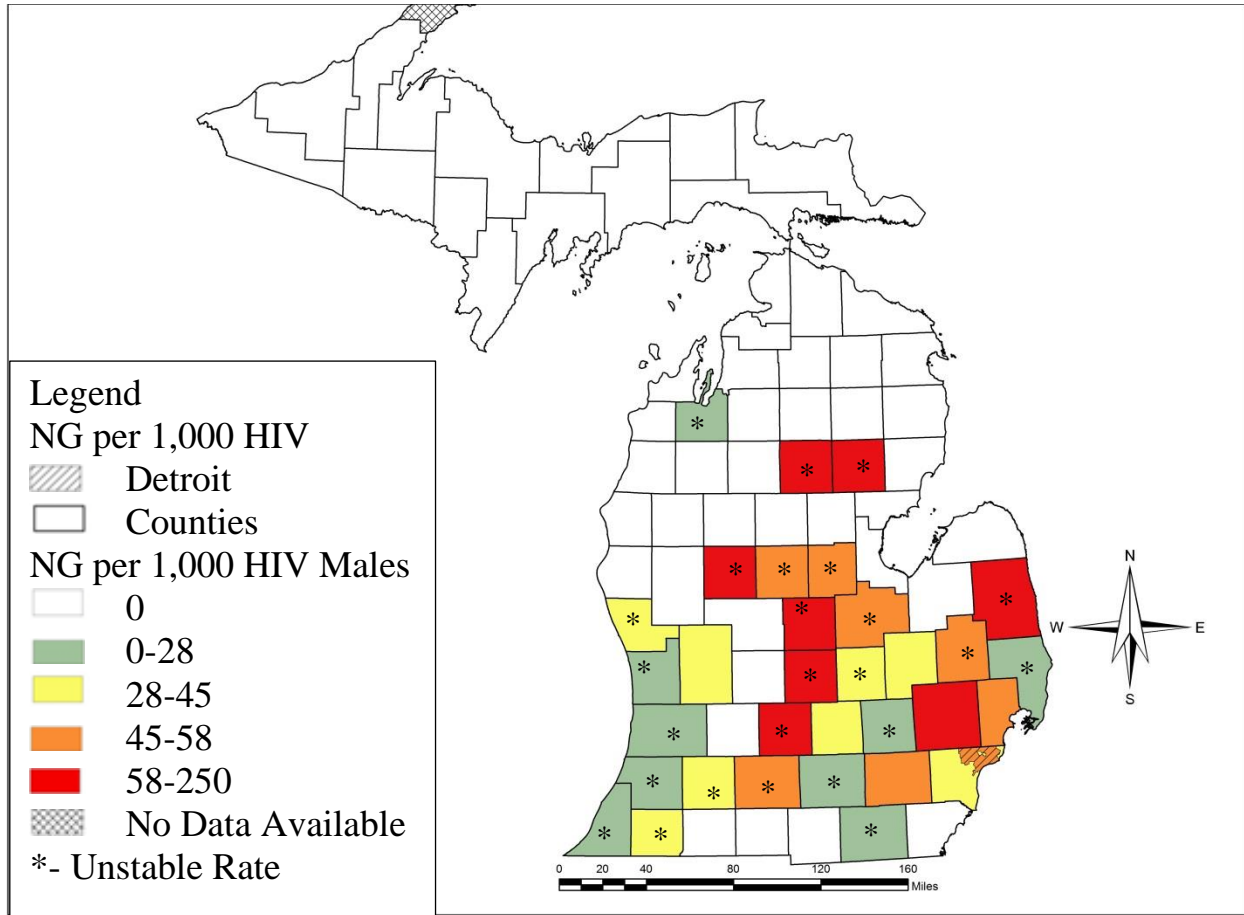 Legend
NG per 1,000 HIV
Detroit
Counties
NG per 1,000 HIV Males
0
0-28
28-45
45-58
58-250
No Data Available
*- Unstable Rate
*
* *
* * *
* * *
* *
* * *
* *
* * * *
* * *
N
W E
S
0 20 40 80 120 160
Miles